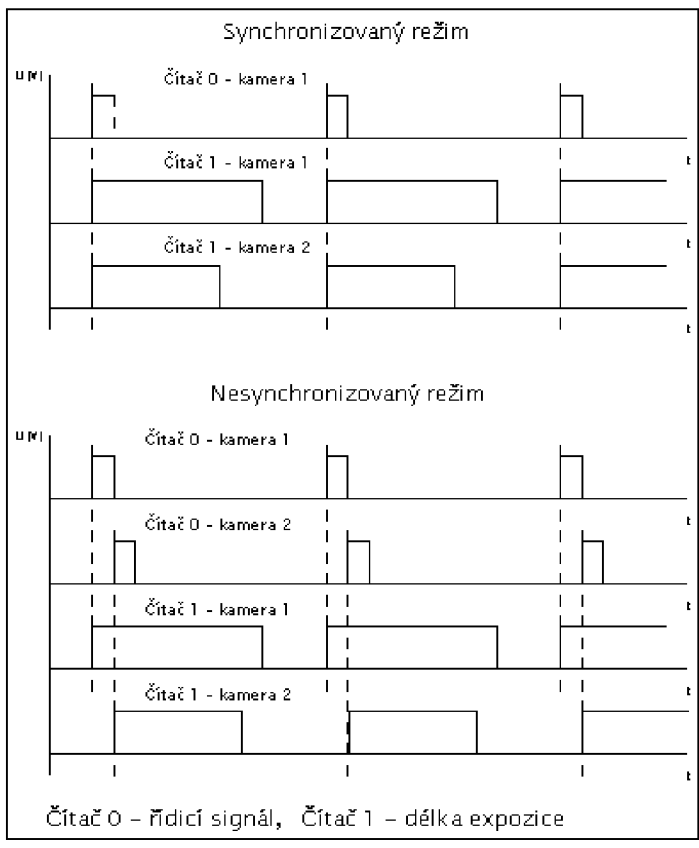 Synchronizovaný režim
U [V]
Čítač 0 - kamera 1
t
Čítač 1 - kamera 1
t
Čítač 1 - kamera 2
t
Nesynchronizovaný režim
U [V]
Čítač 0 - kamera 1
t
Čítač 0 - kamera 2
t
Čítač 1 - kamera 1
t
Čítač 1 - kamera 2
t
Čítač 0 - řídicí signál, Čítač 1 - délka expozice